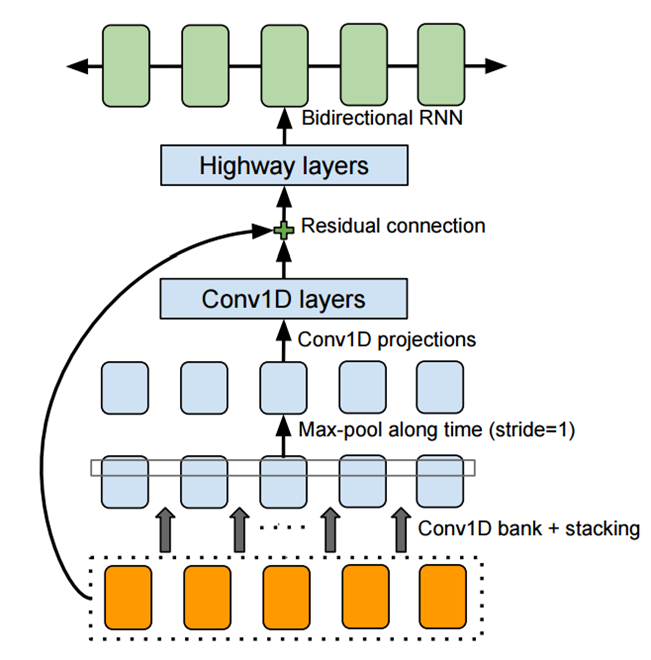 Bidirectional RNN
Highway layers
Residual connection
Conv1D layers
Conv1D projections
Max-pool along time (stride=1)
Conv1D bank + stacking